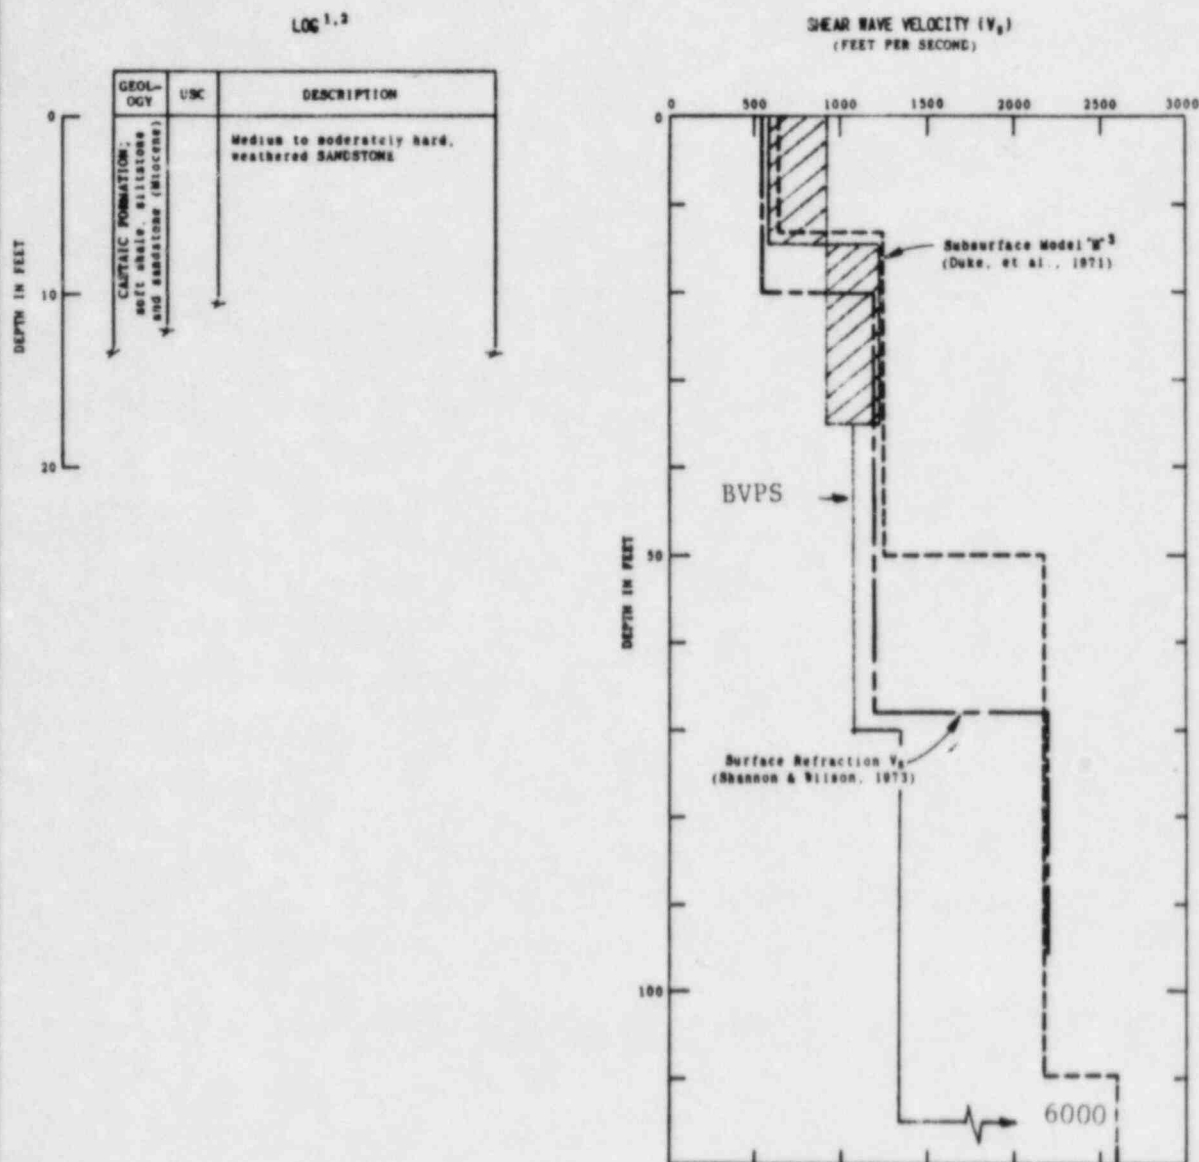 LOG 1,2
GEOL-
OGY
USC
DESCRIPTION
0
10
20
DEPTH IN FEET
CASTAIC FORMATION;
soft shale, siltstone
and sandstone (Miocene)
Medium to moderately hard,
weathered SANDSTONE
SHEAR WAVE VELOCITY (Vs)
(FEET PER SECOND)
0 500 1000 1500 2000 2500 3000
0
50
100
DEPTH IN FEET
Subsurface Model "M" 3
(Duke, et al., 1971)
BVPS
Surface Refraction Vs
(Shannon & Wilson, 1973)
6000